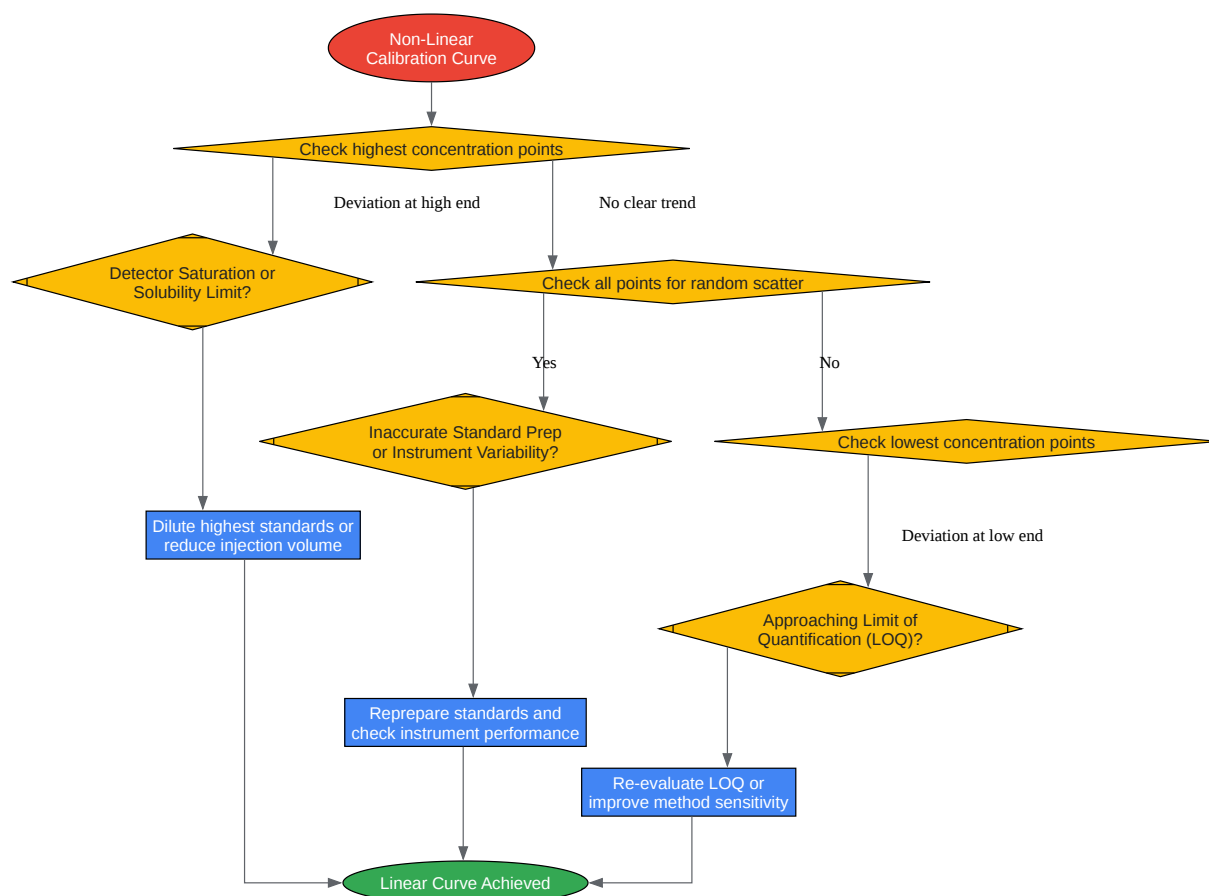 Non-Linear
Calibration Curve
Check highest concentration points
Deviation at high end
No clear trend
Detector Saturation or
Solubility Limit?
Check all points for random scatter
Yes
No
Inaccurate Standard Prep
or Instrument Variability?
Check lowest concentration points
Dilute highest standards or
reduce injection volume
Deviation at low end
Approaching Limit of
Quantification (LOQ)?
Reprepare standards and
check instrument performance
Re-evaluate LOQ or
improve method sensitivity
Linear Curve Achieved